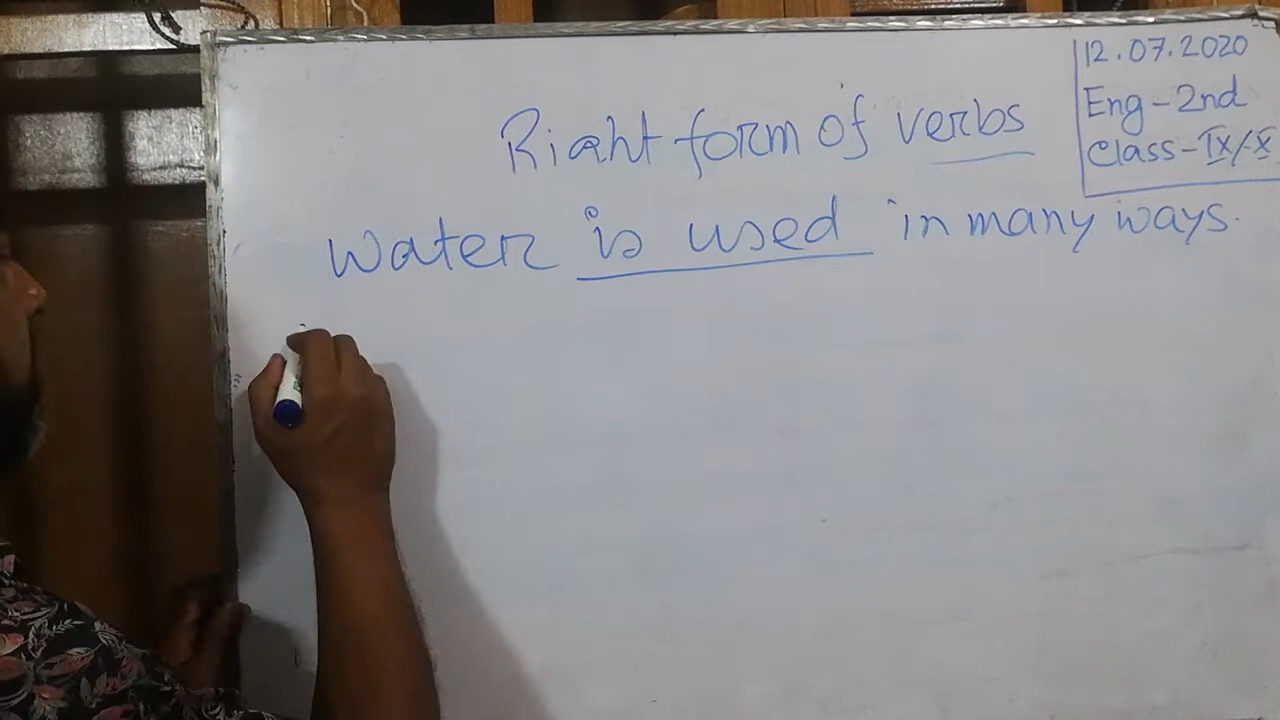 12.07.2020
Eng-2nd
Class-IX/X
Right form of verbs
Water is used in many ways.